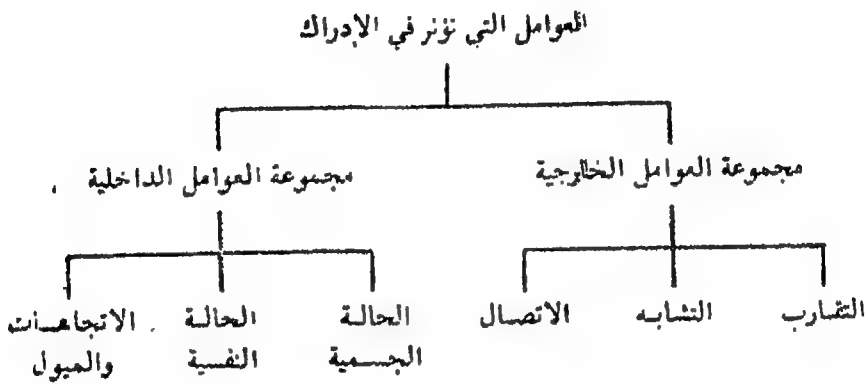 العوامل التي تؤثر في الإدراك
مجموعة العوامل الخارجية
مجموعة العوامل الداخلية
التقارب
التشابه
الاتصال
الحالة
الجسمية
الحالة
النفسية
الاتجاهات
والميول